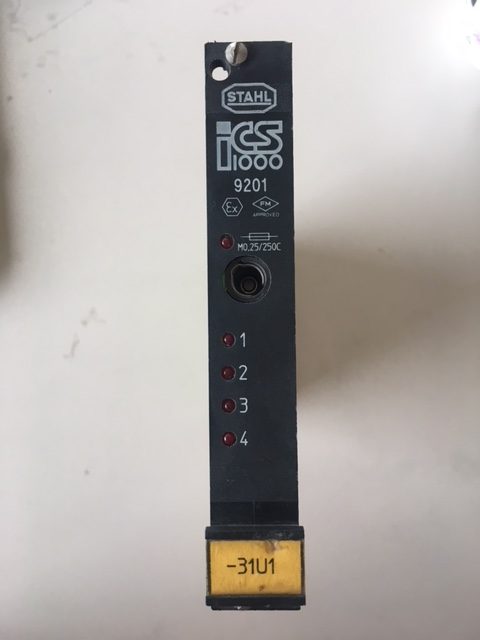 STAHL
iCS
1000
9201
Ex FM
APPROVED
M0,25/250C
1
2
3
4
-31U1